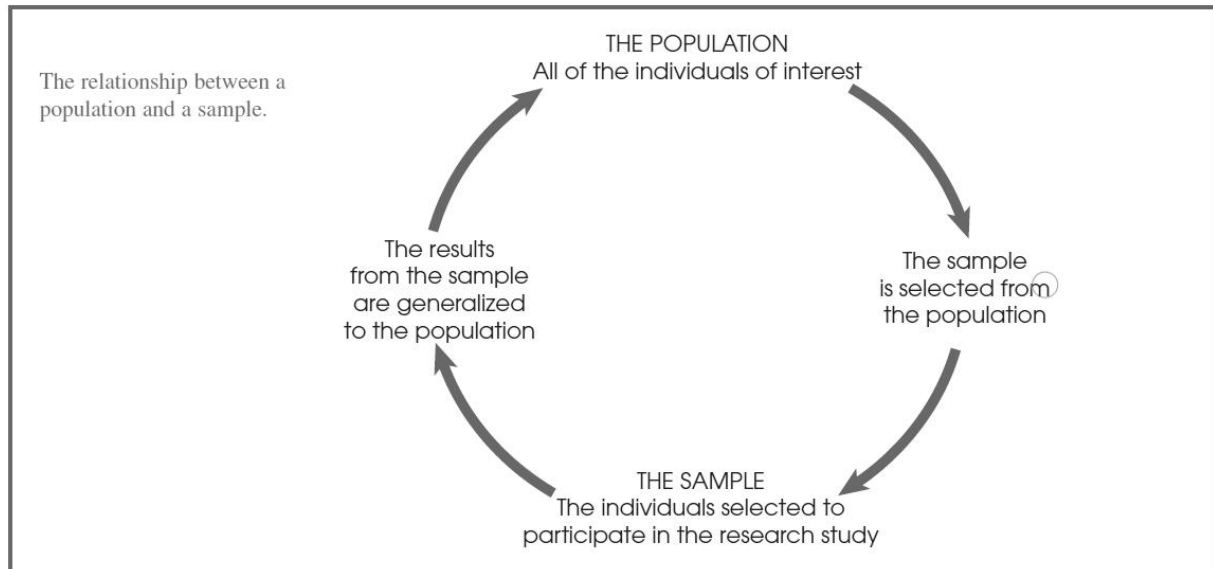 The relationship between a
population and a sample.
THE POPULATION
All of the individuals of interest
The sample
is selected from
the population
THE SAMPLE
The individuals selected to
participate in the research study
The results
from the sample
are generalized
to the population